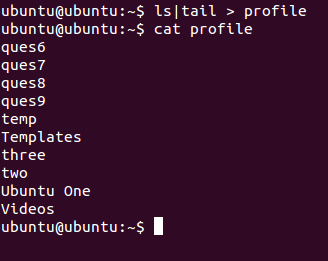 ubuntu@ubuntu:~$ ls|tail > profile
ubuntu@ubuntu:~$ cat profile
ques6
ques7
ques8
ques9
temp
Templates
three
two
Ubuntu One
Videos
ubuntu@ubuntu:~$